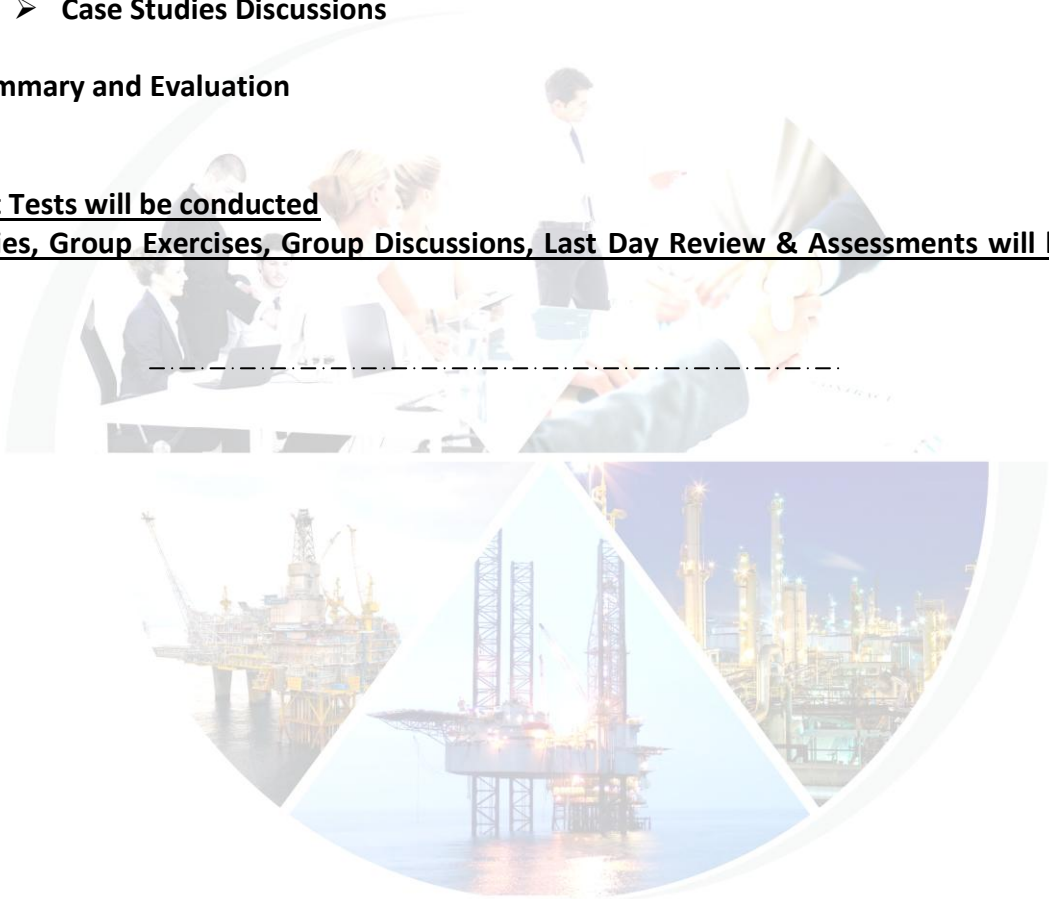 ➢ Case Studies Discussions
mmary and Evaluation
t Tests will be conducted
ies, Group Exercises, Group Discussions, Last Day Review & Assessments will